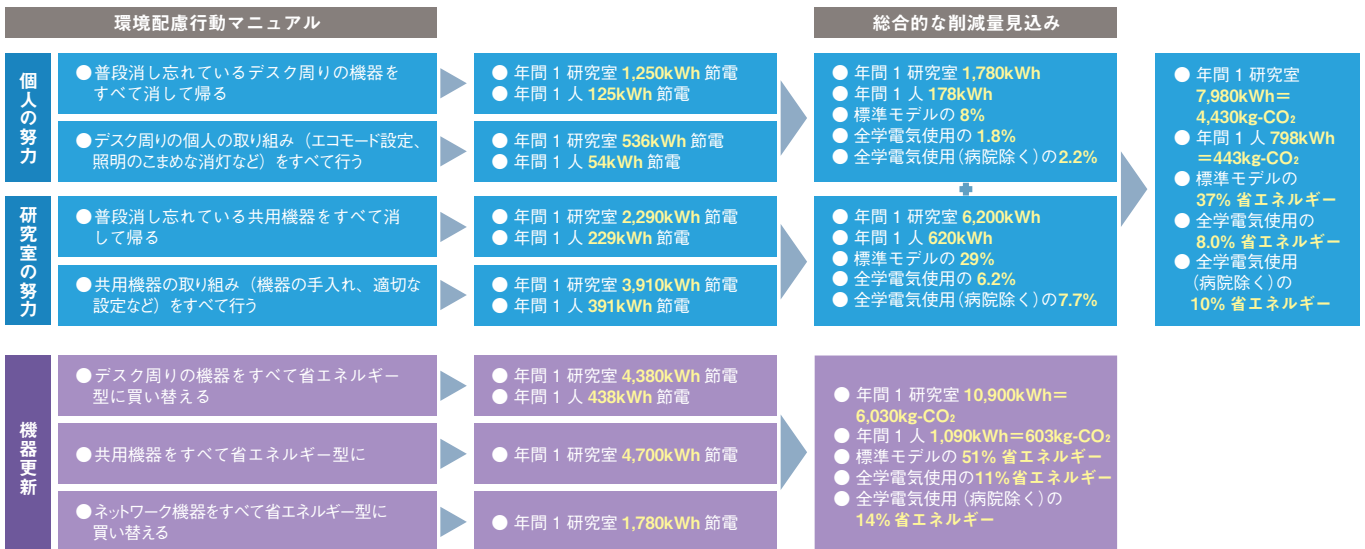 環境配慮行動マニュアル
総合的な削減量見込み
個人の努力
●普段消し忘れているデスク周りの機器を
すべて消して帰る
● 年間 1 研究室 1,250kWh 節電
● 年間 1 人 125kWh 節電
●デスク周りの個人の取り組み（エコモード設定、
照明のこまめな消灯など）をすべて行う
● 年間 1 研究室 536kWh 節電
● 年間 1 人 54kWh 節電
● 年間 1 研究室 1,780kWh
● 年間 1 人 178kWh
● 標準モデルの 8%
● 全学電気使用の 1.8%
● 全学電気使用（病院除く）の2.2%
研究室の努力
●普段消し忘れている共用機器をすべて消
して帰る
● 年間 1 研究室 2,290kWh 節電
● 年間 1 人 229kWh 節電
●共用機器の取り組み（機器の手入れ、適切な
設定など）をすべて行う
● 年間 1 研究室 3,910kWh 節電
● 年間 1 人 391kWh 節電
● 年間 1 研究室 6,200kWh
● 年間 1 人 620kWh
● 標準モデルの 29%
● 全学電気使用の 6.2%
● 全学電気使用（病院除く）の7.7%
● 年間 1 研究室
7,980kWh＝
4,430kg-CO₂
● 年間 1 人 798kWh
＝443kg-CO₂
● 標準モデルの
37% 省エネルギー
● 全学電気使用の
8.0% 省エネルギー
● 全学電気使用
（病院除く）の
10% 省エネルギー
機器更新
●デスク周りの機器をすべて省エネルギー
型に買い替える
● 年間 1 研究室 4,380kWh 節電
● 年間 1 人 438kWh 節電
●共用機器をすべて省エネルギー型に
● 年間 1 研究室 4,700kWh 節電
●ネットワーク機器をすべて省エネルギー型に
買い替える
● 年間 1 研究室 1,780kWh 節電
● 年間 1 研究室 10,900kWh＝
6,030kg-CO₂
● 年間 1 人 1,090kWh＝603kg-CO₂
● 標準モデルの 51% 省エネルギー
● 全学電気使用の11%省エネルギー
● 全学電気使用（病院除く）の
14% 省エネルギー